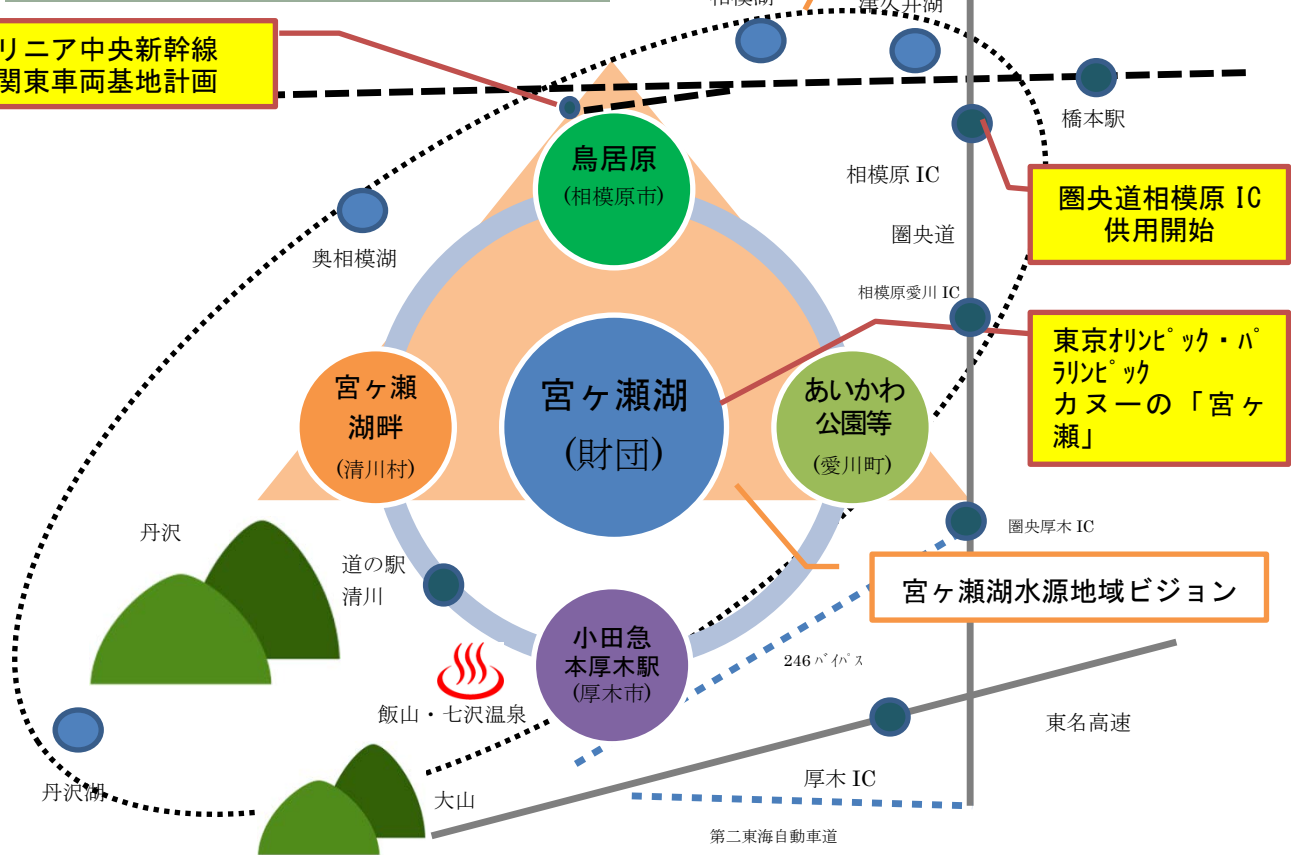 津久井湖
リニア中央新幹線
関東車両基地計画
橋本駅
鳥居原
(相模原市)
相模原 IC
圏央道相模原 IC
供用開始
圏央道
奥相模湖
相模原愛川 IC
東京ｵﾘﾝﾋﾟｯｸ・ﾊﾟ
ﾗﾘﾝﾋﾟｯｸ
カヌーの「宮ヶ
瀬」
宮ヶ瀬
湖畔
(清川村)
宮ヶ瀬湖
(財団)
あいかわ
公園等
(愛川町)
丹沢
圏央厚木 IC
道の駅
清川
宮ヶ瀬湖水源地域ビジョン
小田急
本厚木駅
(厚木市)
246 ﾊﾞｲﾊﾟｽ
飯山・七沢温泉
東名高速
厚木 IC
丹沢湖
大山
第二東海自動車道